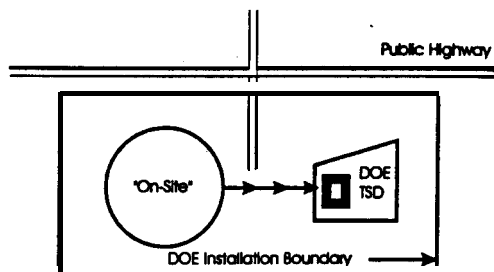 Public Highway
"On-Site"
DOE
TSD
DOE Installation Boundary